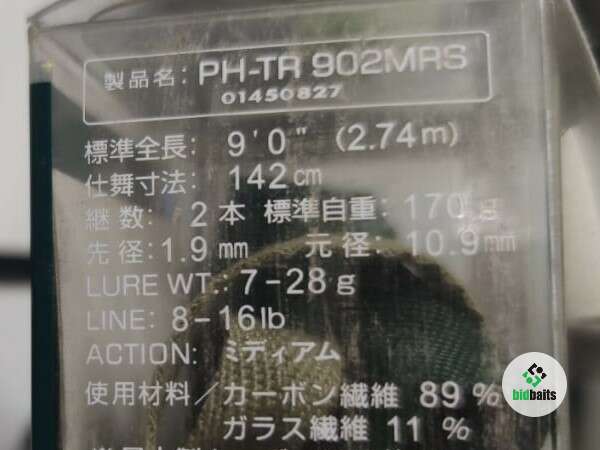 製品名: PH-TR 902MRS
01450827
標準全長: 9'0" (2.74m)
仕舞寸法: 142cm
継数: 2本 標準自重: 170g
先径:1.9mm 元径: 10.9mm
LURE WT.: 7-28g
LINE: 8-16lb
ACTION: ミディアム
使用材料/カーボン繊維 89%
ガラス繊維 11%
bidbaits